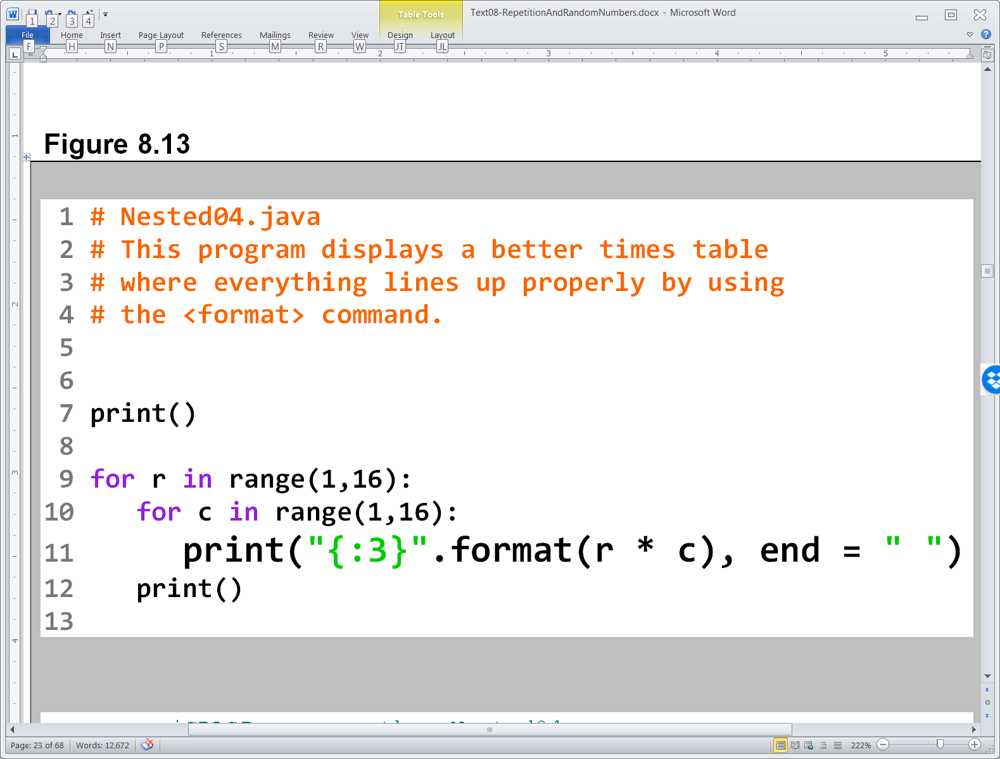 Text08-RepetitionAndRandomNumbers.docx - Microsoft Word
Table Tools
1 2 3 4
File Home Insert Page Layout References Mailings Review View Design Layout
F H N P S M R W JT JL
1 2 3 4 5
Figure 8.13
1 # Nested04.java
2 # This program displays a better times table
3 # where everything lines up properly by using
4 # the <format> command.
5
6
7 print()
8
9 for r in range(1,16):
10 for c in range(1,16):
11 print("{:3}".format(r * c), end = " ")
12 print()
13
1
2
3
4
Page: 23 of 68 Words: 12,672 222%